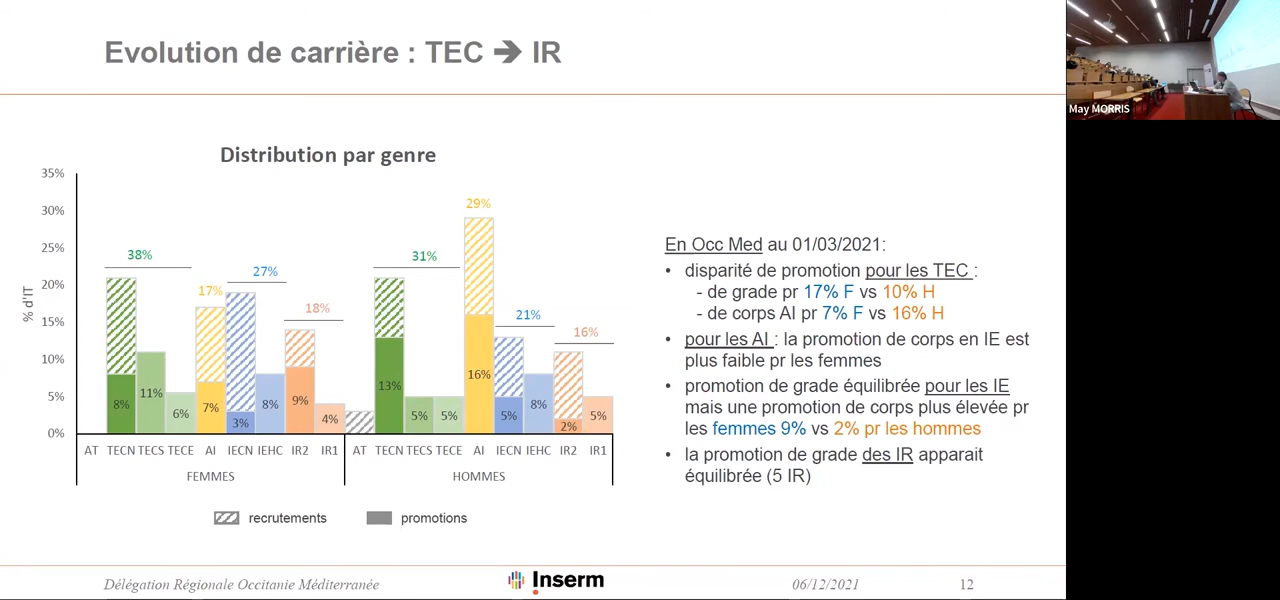 Evolution de carrière : TEC ➔ IR
May MORRIS
Distribution par genre
35%
30%
25%
20%
15%
10%
5%
0%
% d'IT
38%
17%
27%
18%
31%
29%
21%
16%
8%
11%
6%
7%
3%
8%
9%
4%
13%
5%
5%
16%
5%
8%
2%
5%
AT TECN TECS TECE AI IECN IEHC IR2 IR1 AT TECN TECS TECE AI IECN IEHC IR2 IR1
FEMMES HOMMES
recrutements promotions
En Occ Med au 01/03/2021:
• disparité de promotion pour les TEC :
- de grade pr 17% F vs 10% H
- de corps AI pr 7% F vs 16% H
• pour les AI : la promotion de corps en IE est
plus faible pr les femmes
• promotion de grade équilibrée pour les IE
mais une promotion de corps plus élevée pr
les femmes 9% vs 2% pr les hommes
• la promotion de grade des IR apparait
équilibrée (5 IR)
Délégation Régionale Occitanie Méditerranée
Inserm
06/12/2021
12